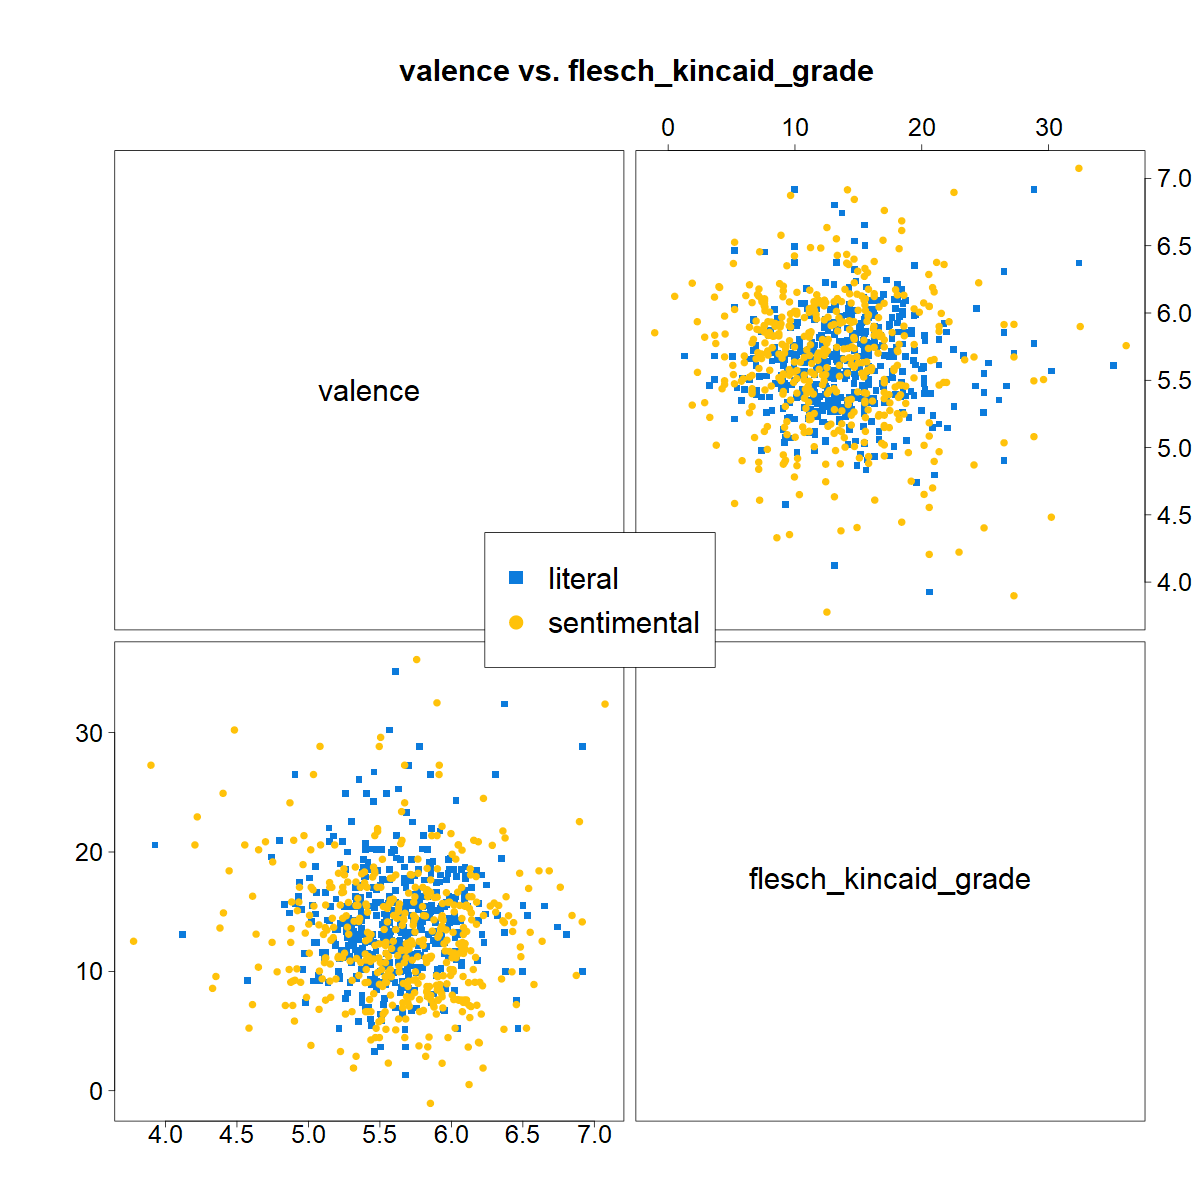 valence vs. flesch_kincaid_grade
0 10 20 30
valence
7.0
6.5
6.0
5.5
5.0
4.5
4.0
literal
sentimental
30
20
10
0
flesch_kincaid_grade
4.0 4.5 5.0 5.5 6.0 6.5 7.0